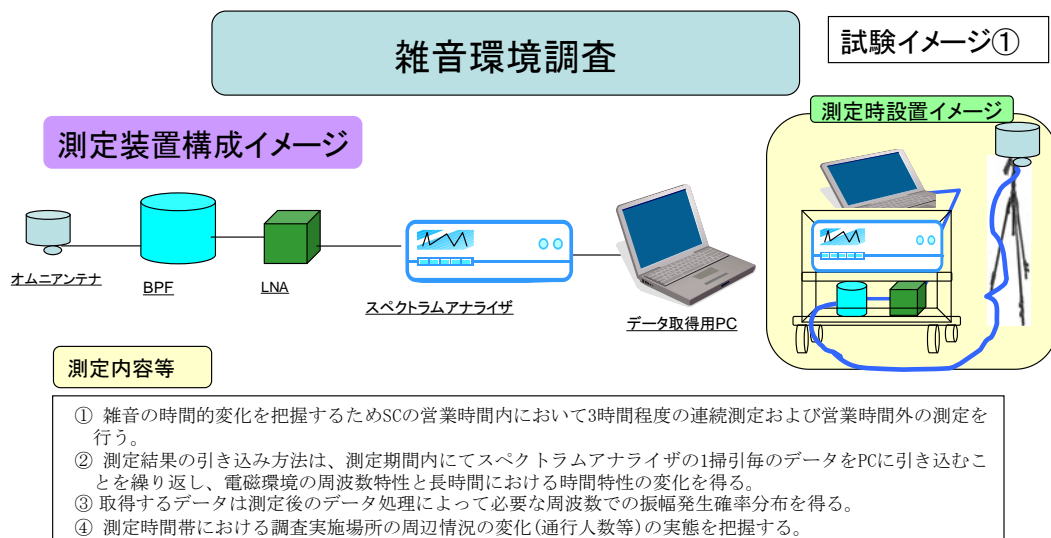 雑音環境調査
試験イメージ①
測定装置構成イメージ
測定時設置イメージ
オムニアンテナ
BPF
LNA
スペクトラムアナライザ
データ取得用PC
測定内容等
① 雑音の時間的変化を把握するためSCの営業時間内において3時間程度の連続測定および営業時間外の測定を
行う。
② 測定結果の引き込み方法は、測定期間内にてスペクトラムアナライザの1掃引毎のデータをPCに引き込むこ
とを繰り返し、電磁環境の周波数特性と長時間における時間特性の変化を得る。
③ 取得するデータは測定後のデータ処理によって必要な周波数での振幅発生確率分布を得る。
④ 測定時間帯における調査実施場所の周辺情況の変化(通行人数等)の実態を把握する。